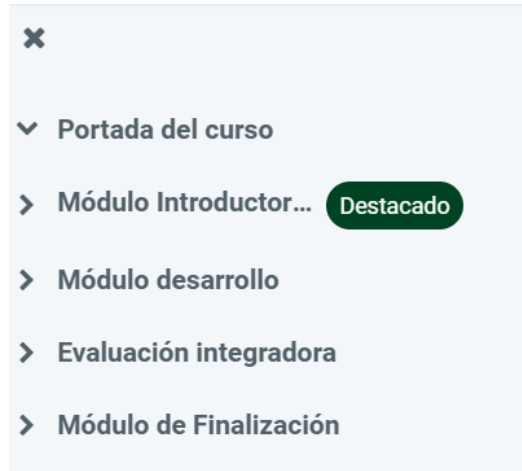 Portada del curso
Módulo Introductor... Destacado
Módulo desarrollo
Evaluación integradora
Módulo de Finalización